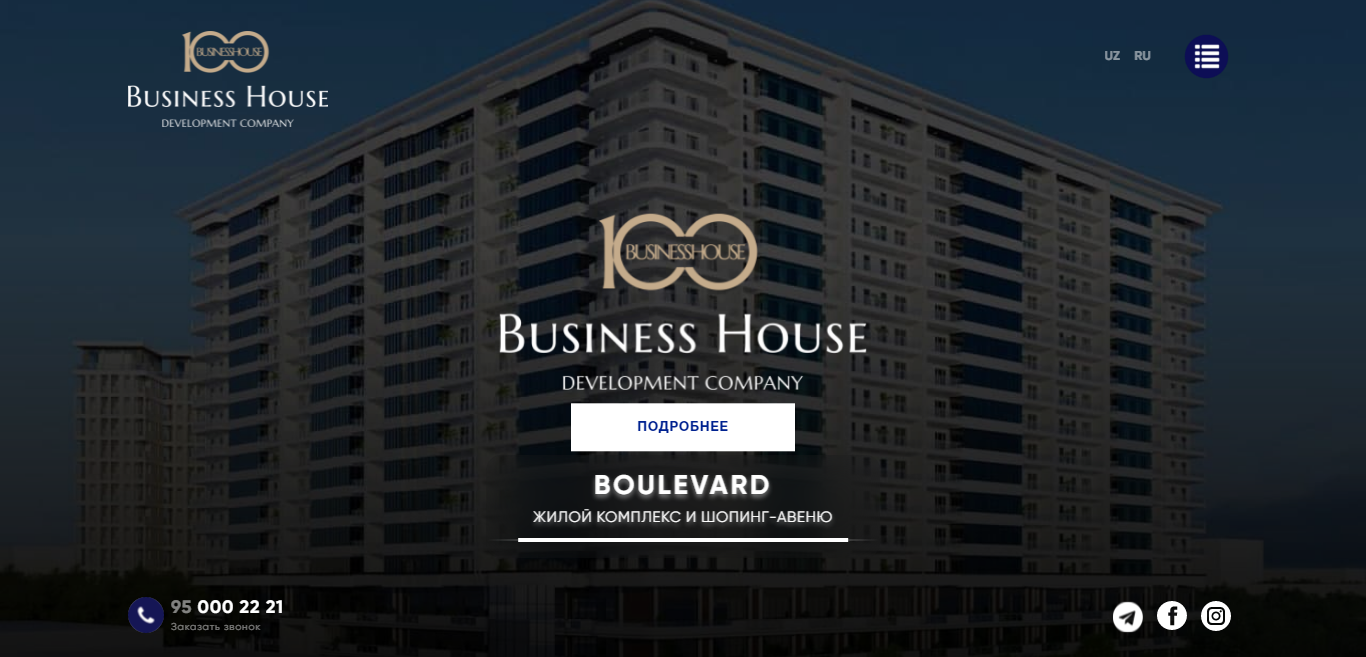 100
BUSINESSHOUSE
BUSINESS HOUSE
DEVELOPMENT COMPANY
UZ RU
100
BUSINESSHOUSE
BUSINESS HOUSE
DEVELOPMENT COMPANY
ПОДРОБНЕЕ
BOULEVARD
ЖИЛОЙ КОМПЛЕКС И ШОПИНГ-АВЕНЮ
95 000 22 21
Заказать звонок